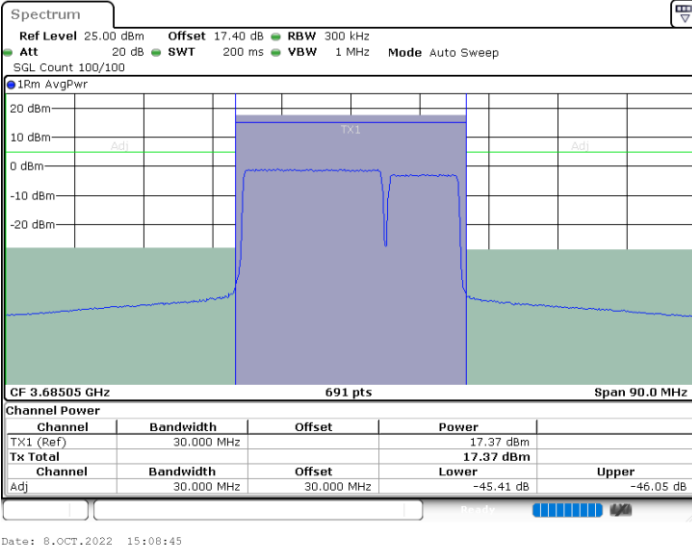 Spectrum
Ref Level 25.00 dBm Offset 17.40 dB RBW 300 kHz
Att 20 dB SWT 200 ms VBW 1 MHz Mode Auto Sweep
SGL Count 100/100
1Rm AvgPwr
20 dBm
TX1
10 dBm
Adj Adj
0 dBm
-10 dBm
-20 dBm
CF 3.68505 GHz 691 pts Span 90.0 MHz
Channel Power
Channel Bandwidth Offset Power
TX1 (Ref) 30.000 MHz 17.37 dBm
Tx Total 17.37 dBm
Channel Bandwidth Offset Lower Upper
Adj 30.000 MHz 30.000 MHz -45.41 dB -46.05 dB
Ready
Date: 8.OCT.2022 15:08:45